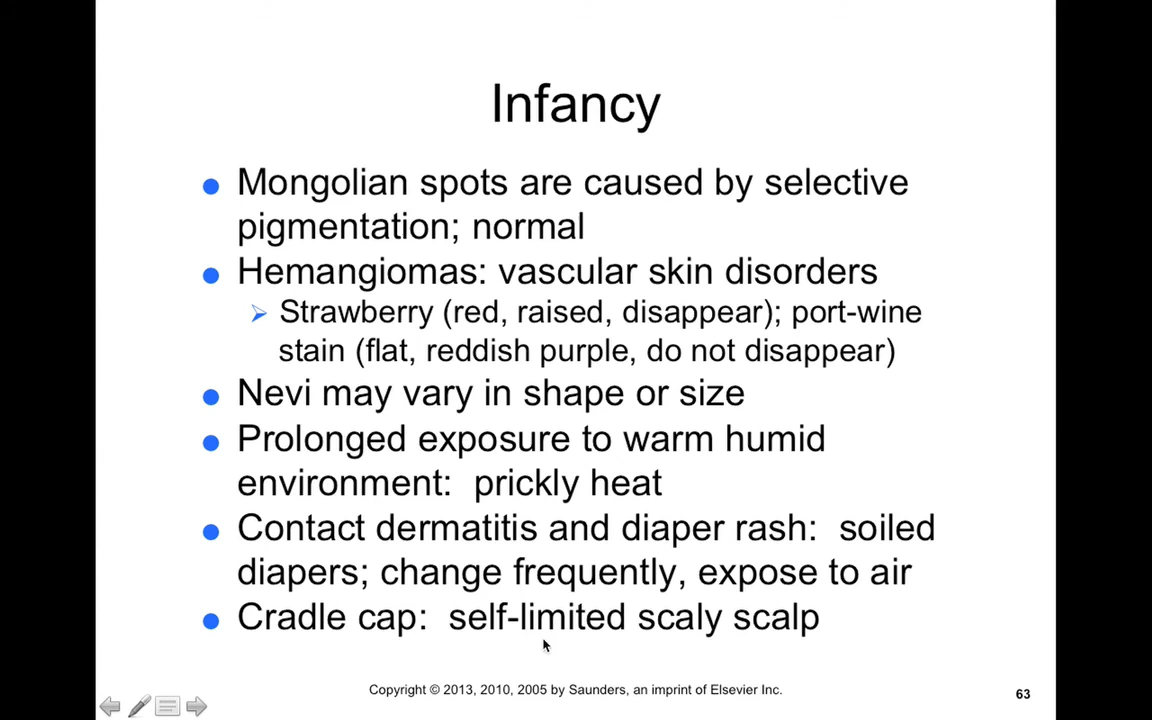 Infancy
Mongolian spots are caused by selective
pigmentation; normal
Hemangiomas: vascular skin disorders
Strawberry (red, raised, disappear); port-wine
stain (flat, reddish purple, do not disappear)
Nevi may vary in shape or size
Prolonged exposure to warm humid
environment:  prickly heat
Contact dermatitis and diaper rash:  soiled
diapers; change frequently, expose to air
Cradle cap:  self-limited scaly scalp
Copyright © 2013, 2010, 2005 by Saunders, an imprint of Elsevier Inc.
63